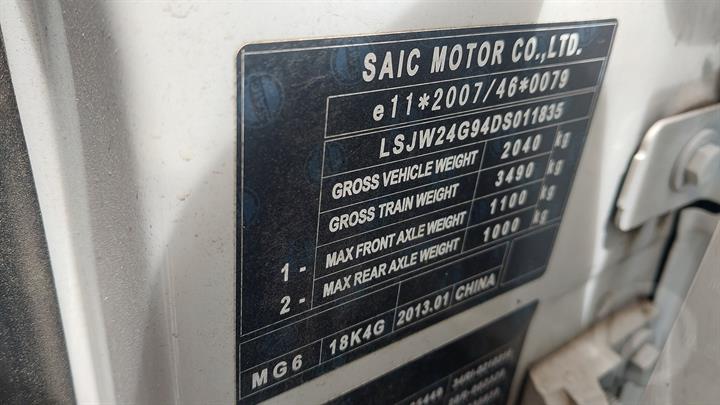 SAIC MOTOR CO.,LTD.
e11*2007/46*0079
LSJW24G94DS011835
GROSS VEHICLE WEIGHT 2040 kg
GROSS TRAIN WEIGHT 3490 kg
1 - MAX FRONT AXLE WEIGHT 1100 kg
2 - MAX REAR AXLE WEIGHT 1000 kg
MG6 18K4G 2013.01 CHINA